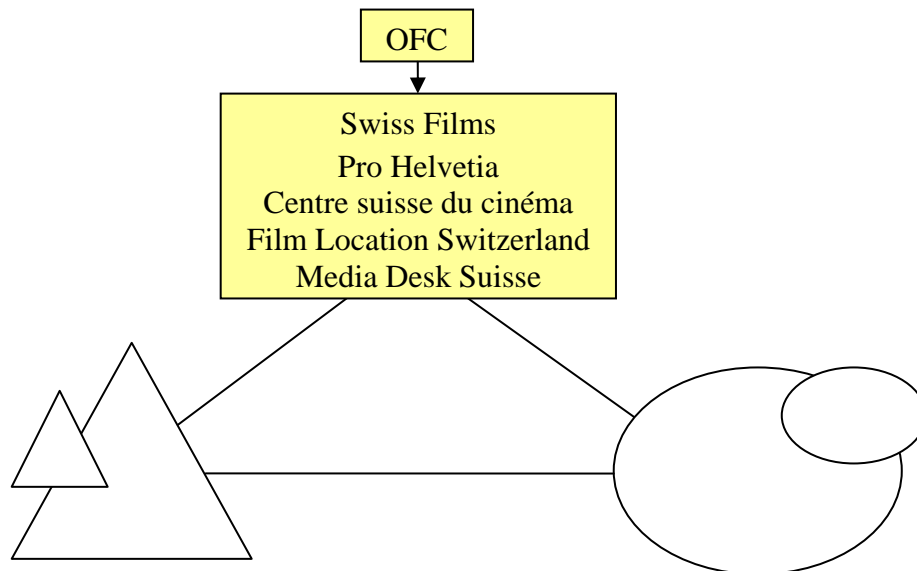 OFC
Swiss Films
Pro Helvetia
Centre suisse du cinéma
Film Location Switzerland
Media Desk Suisse